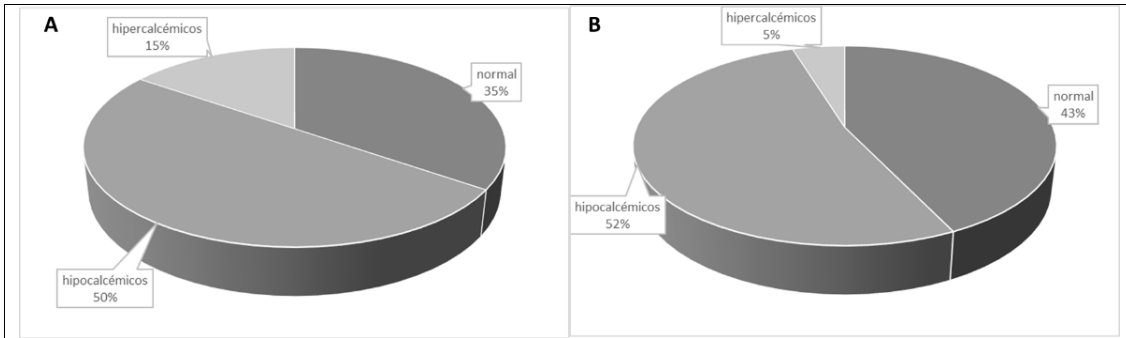 A
hipercalcémicos
15%
normal
35%
hipocalcémicos
50%
B
hipercalcémicos
5%
normal
43%
hipocalcémicos
52%